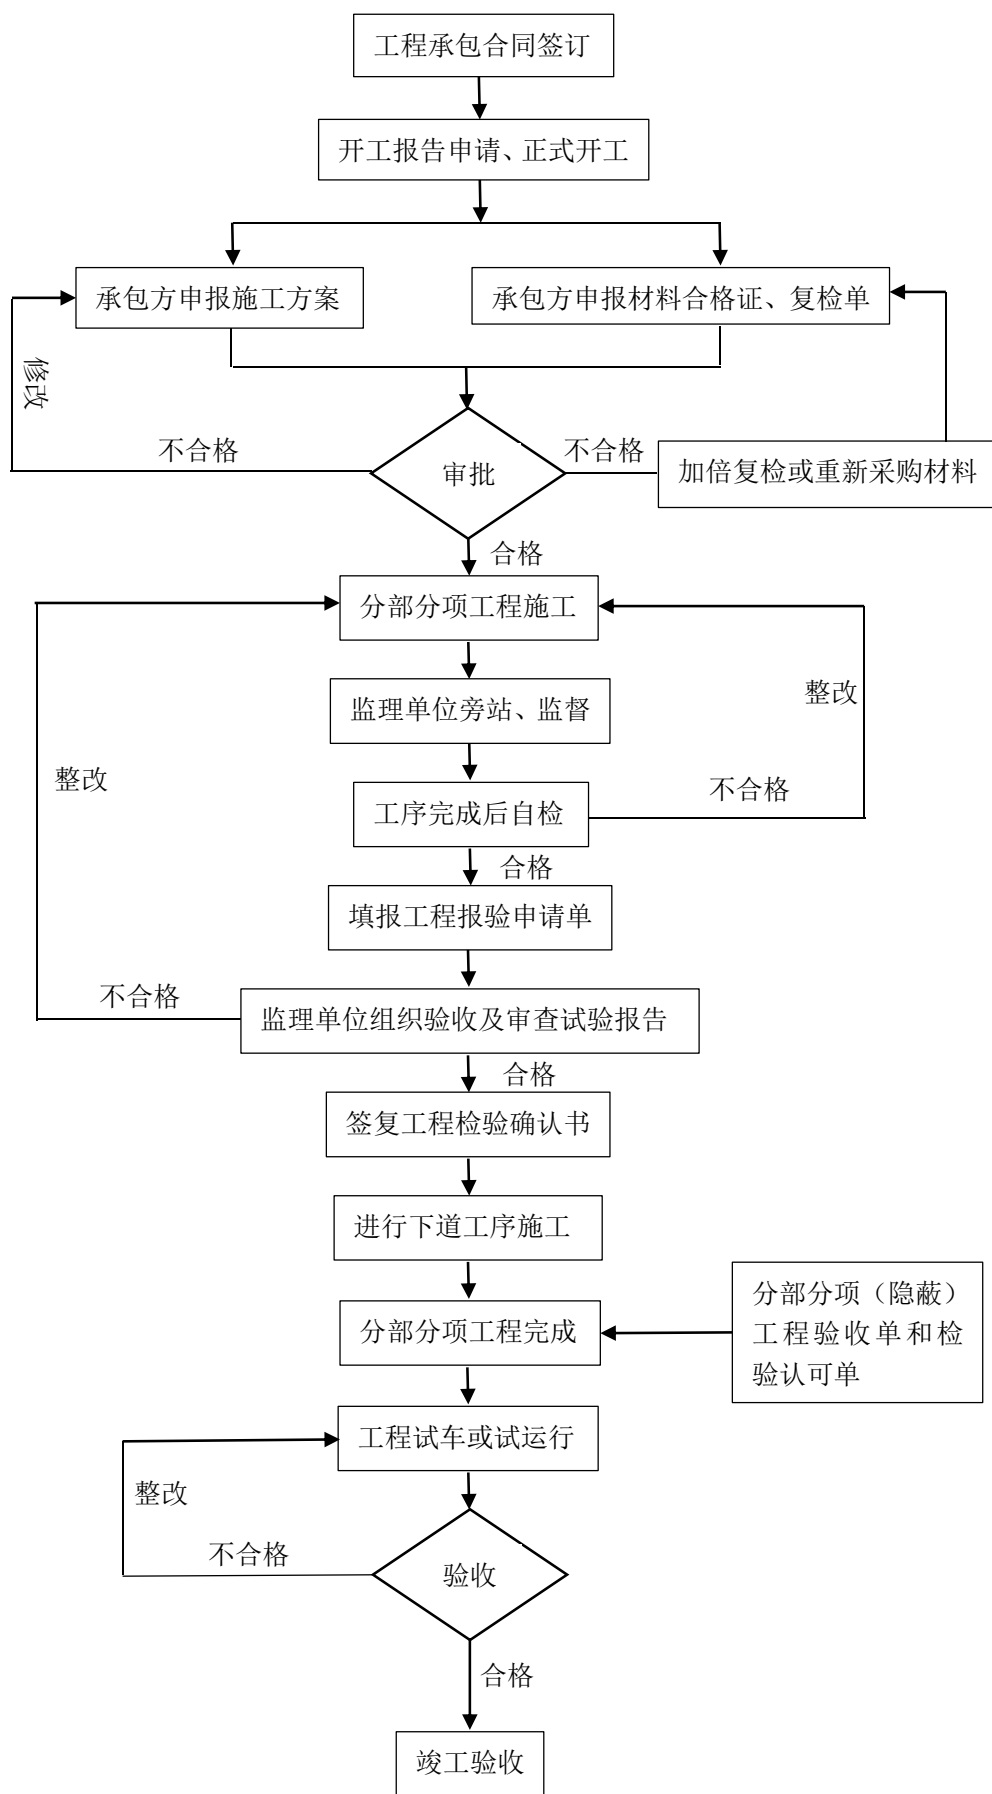 工程承包合同签订
开工报告申请、正式开工
承包方申报施工方案
承包方申报材料合格证、复检单
修改
不合格
审批
不合格
加倍复检或重新采购材料
合格
分部分项工程施工
监理单位旁站、监督
整改
整改
工序完成后自检
不合格
合格
填报工程报验申请单
不合格
监理单位组织验收及审查试验报告
合格
签复工程检验确认书
进行下道工序施工
分部分项（隐蔽）
工程验收单和检
验认可单
分部分项工程完成
工程试车或试运行
整改
不合格
验收
合格
竣工验收